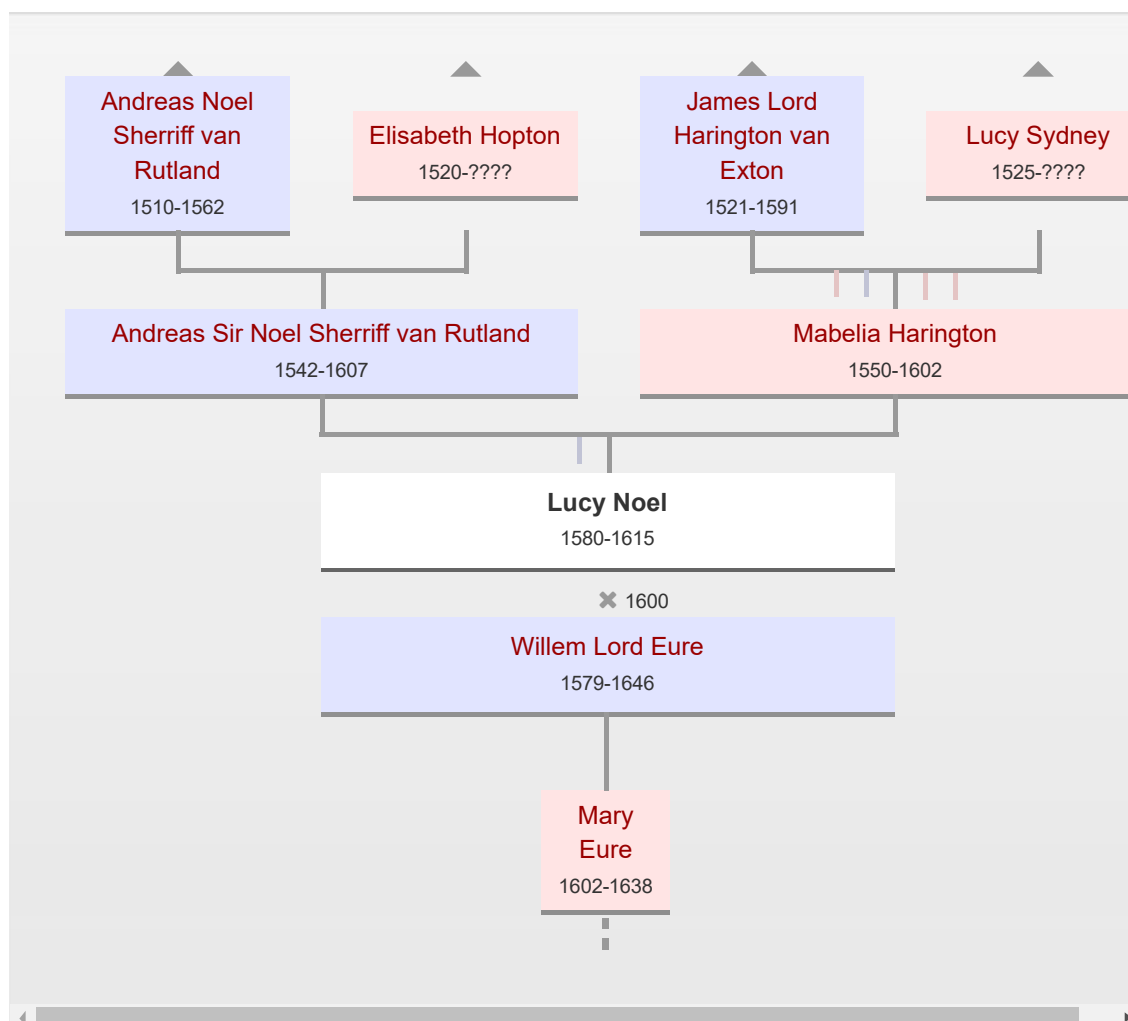 Andreas Noel
Sherriff van
Rutland
1510-1562
Elisabeth Hopton
1520-????
James Lord
Harington van
Exton
1521-1591
Lucy Sydney
1525-????
Andreas Sir Noel Sherriff van Rutland
1542-1607
Mabelia Harington
1550-1602
Lucy Noel
1580-1615
1600
Willem Lord Eure
1579-1646
Mary
Eure
1602-1638